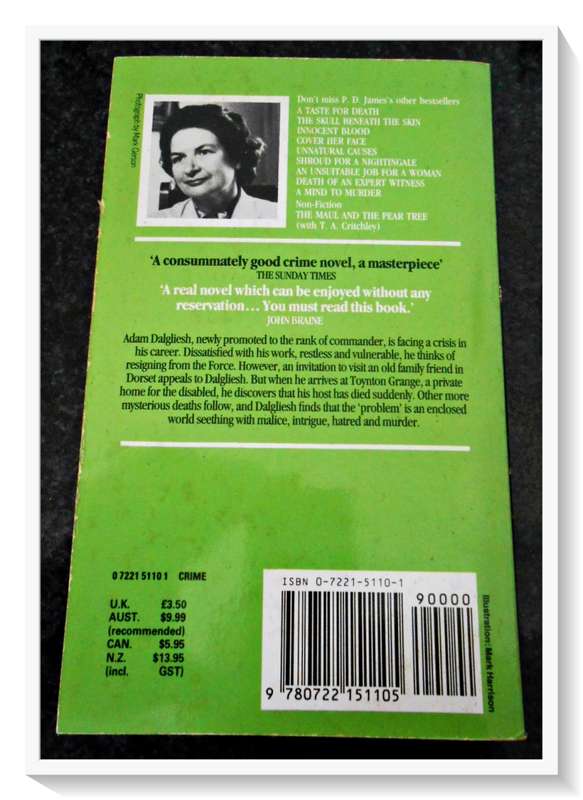 Photograph by Mark Gerson
Don't miss P. D. James's other bestsellers
A TASTE FOR DEATH
THE SKULL BENEATH THE SKIN
INNOCENT BLOOD
COVER HER FACE
UNNATURAL CAUSES
SHROUD FOR A NIGHTINGALE
AN UNSUITABLE JOB FOR A WOMAN
DEATH OF AN EXPERT WITNESS
A MIND TO MURDER
Non-Fiction
THE MAUL AND THE PEAR TREE
(with T. A. Critchley)
'A consummately good crime novel, a masterpiece'
THE SUNDAY TIMES
'A real novel which can be enjoyed without any
reservation... You must read this book.'
JOHN BRAINE
Adam Dalgliesh, newly promoted to the rank of commander, is facing a crisis in
his career. Dissatisfied with his work, restless and vulnerable, he thinks of
resigning from the Force. However, an invitation to visit an old family friend in
Dorset appeals to Dalgliesh. But when he arrives at Toynton Grange, a private
home for the disabled, he discovers that his host has died suddenly. Other more
mysterious deaths follow, and Dalgliesh finds that the 'problem' is an enclosed
world seething with malice, intrigue, hatred and murder.
0 7221 5110 1 CRIME
U.K. £3.50
AUST. $9.99
(recommended)
CAN. $5.95
N.Z. $13.95
(incl. GST)
ISBN 0-7221-5110-1
90000
9 780722 151105
Illustration: Mark Harrison